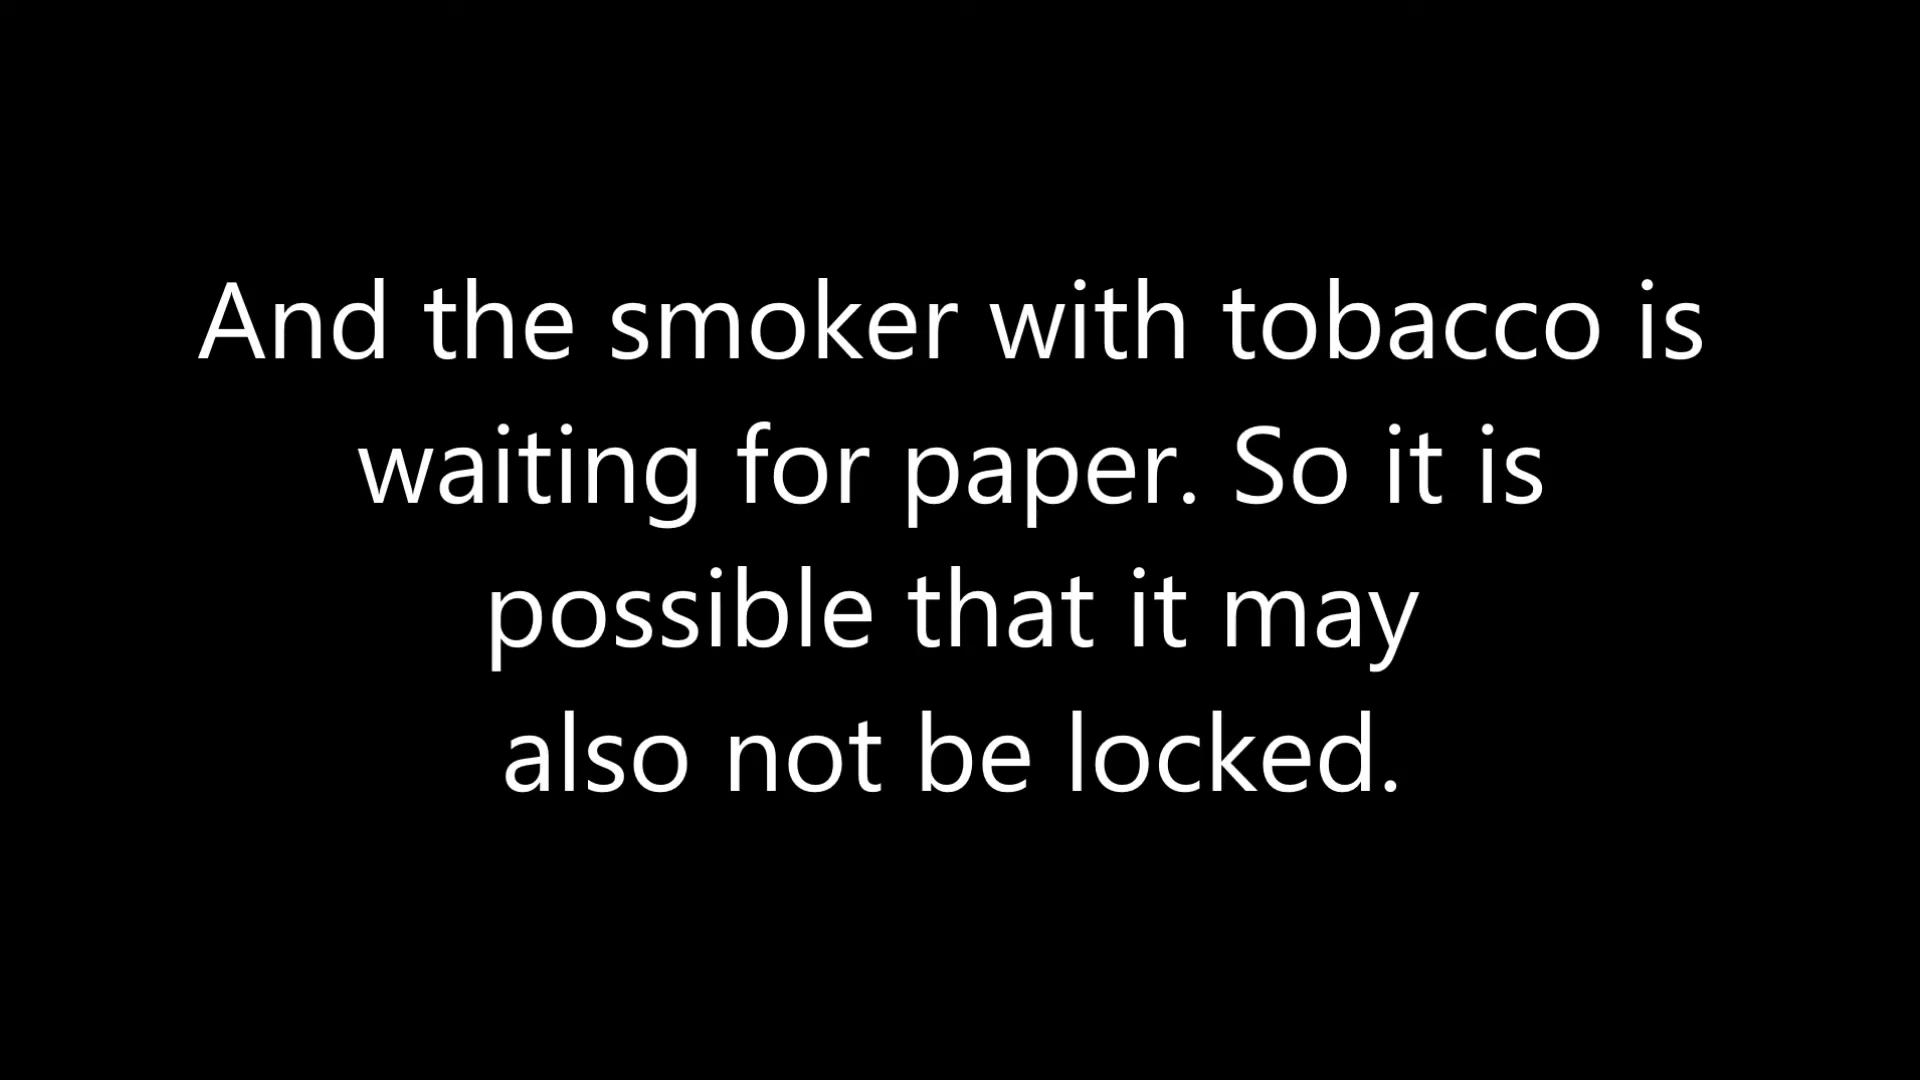 And the smoker with tobacco is
waiting for paper. So it is
possible that it may
also not be locked.